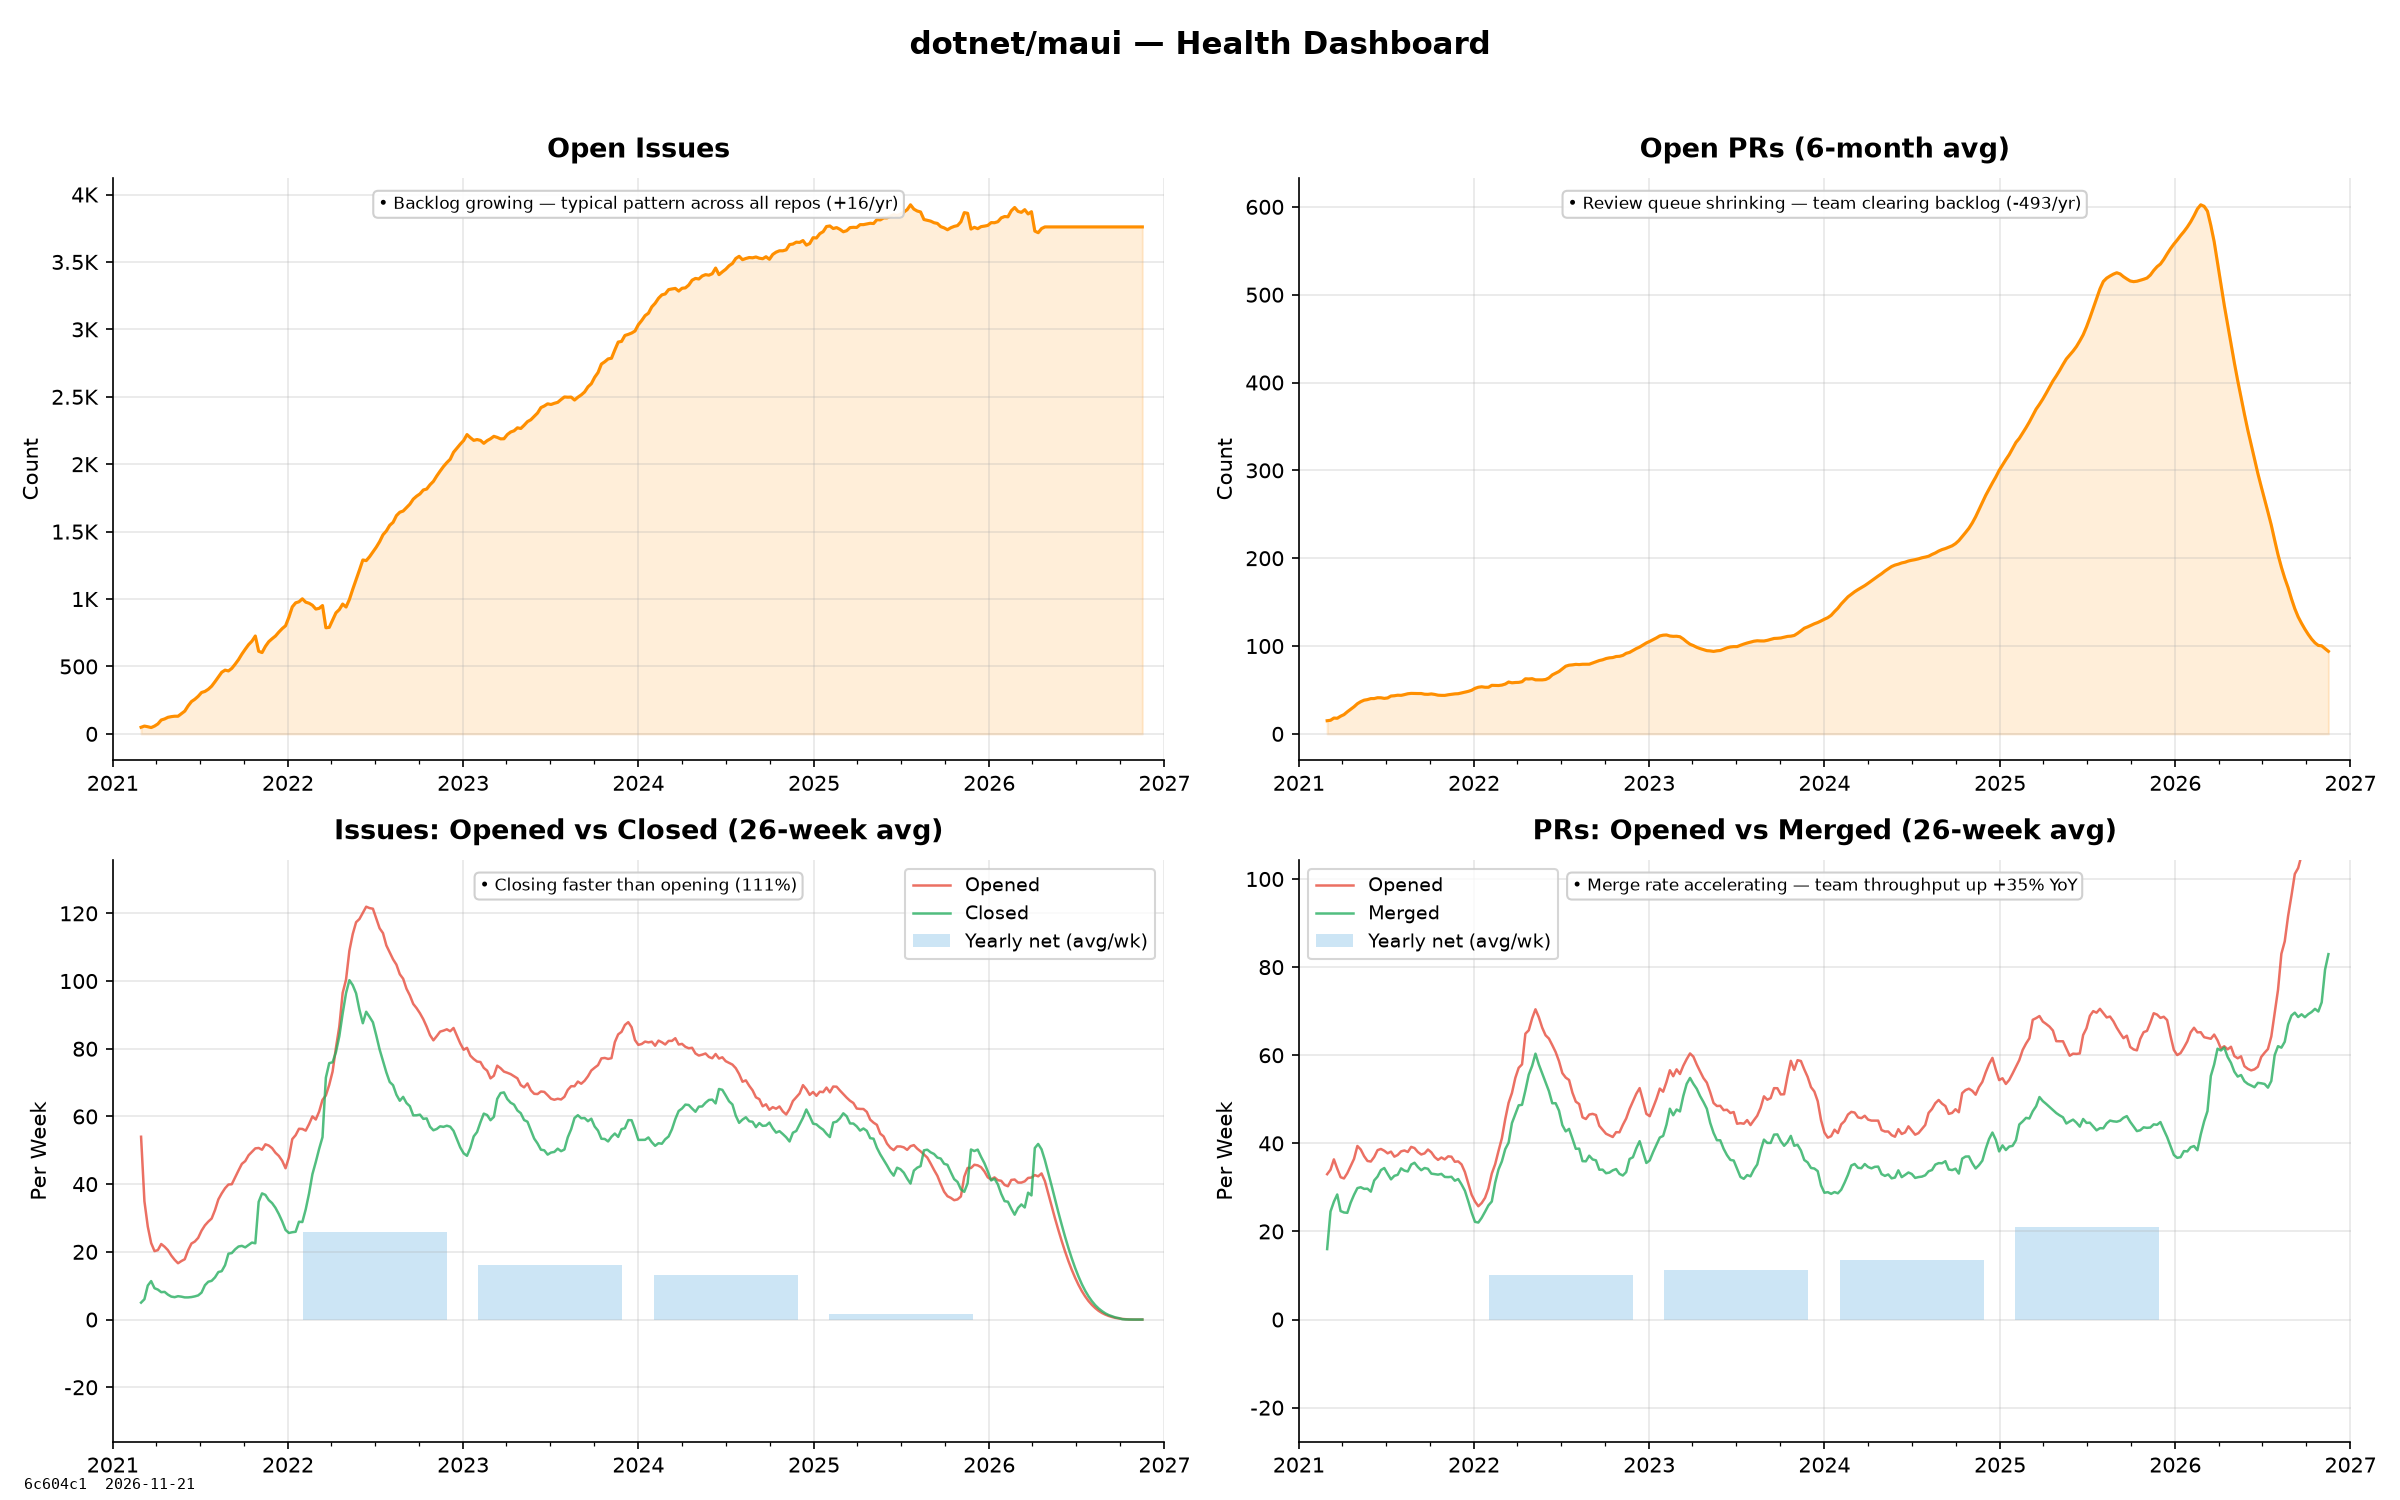 dotnet/maui — Health Dashboard
Open Issues
• Backlog growing — typical pattern across all repos (+16/yr)
4K
3.5K
3K
2.5K
2K
1.5K
1K
500
0
Count
2021 2022 2023 2024 2025 2026 2027
Open PRs (6-month avg)
• Review queue shrinking — team clearing backlog (-493/yr)
600
500
400
300
200
100
0
Count
2021 2022 2023 2024 2025 2026 2027
Issues: Opened vs Closed (26-week avg)
• Closing faster than opening (111%)
Opened
Closed
Yearly net (avg/wk)
120
100
80
60
40
20
0
-20
Per Week
2021 2022 2023 2024 2025 2026 2027
PRs: Opened vs Merged (26-week avg)
Opened
Merged
Yearly net (avg/wk)
• Merge rate accelerating — team throughput up +35% YoY
100
80
60
40
20
0
-20
Per Week
2021 2022 2023 2024 2025 2026 2027
6c604c1 2026-11-21